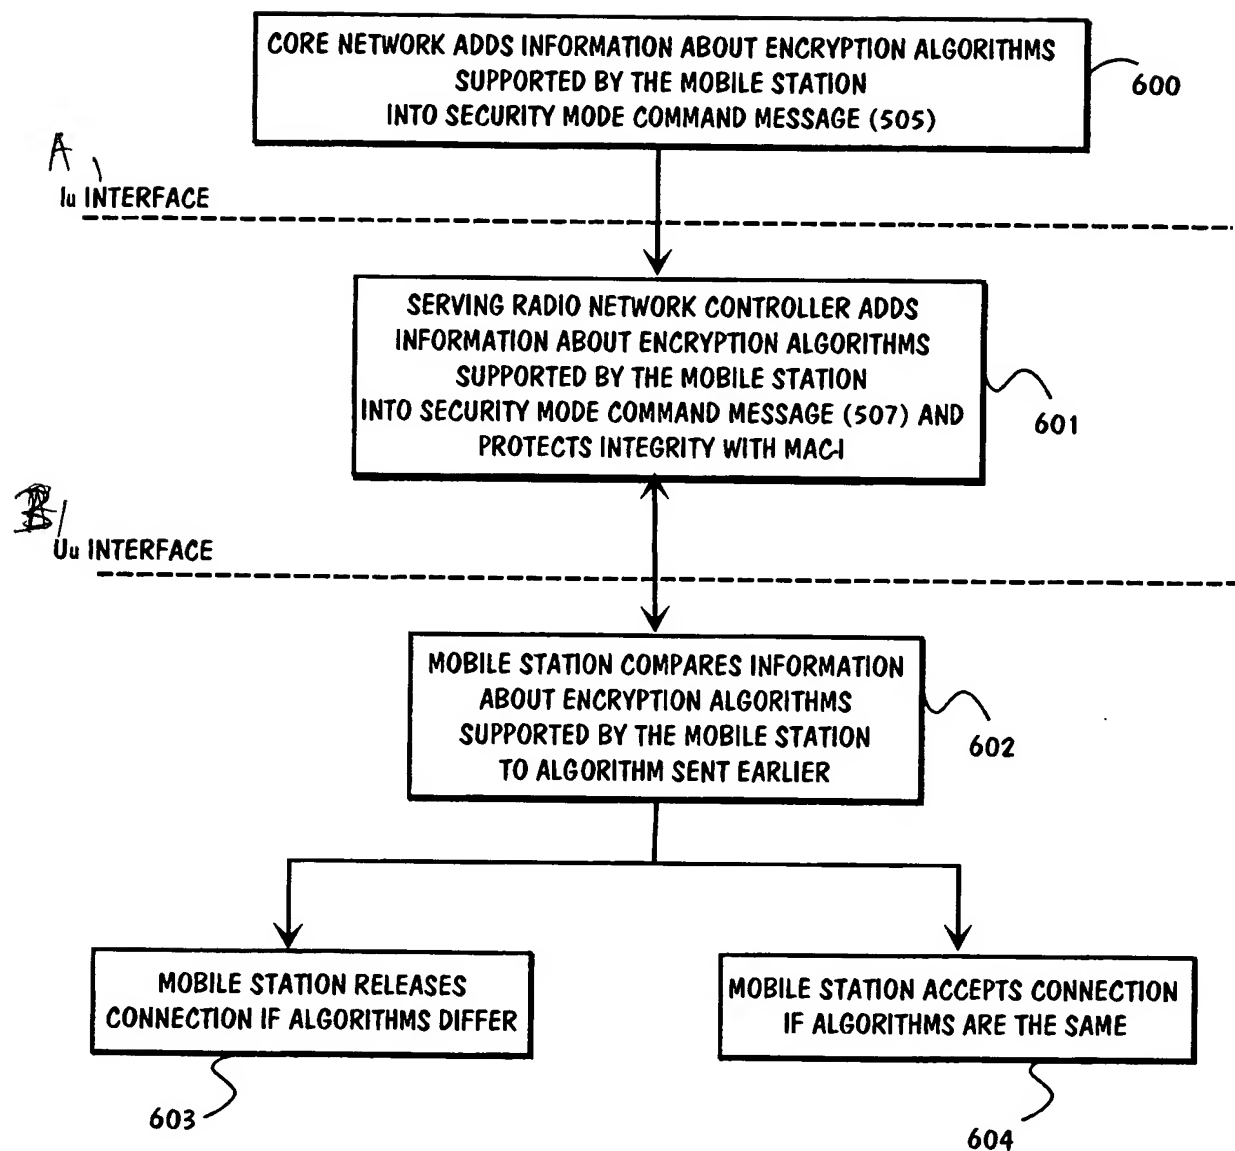 CORE NETWORK ADDS INFORMATION ABOUT ENCRYPTION ALGORITHMS
SUPPORTED BY THE MOBILE STATION
INTO SECURITY MODE COMMAND MESSAGE (505)
600
A
Iu INTERFACE
SERVING RADIO NETWORK CONTROLLER ADDS
INFORMATION ABOUT ENCRYPTION ALGORITHMS
SUPPORTED BY THE MOBILE STATION
INTO SECURITY MODE COMMAND MESSAGE (507) AND
PROTECTS INTEGRITY WITH MAC-I
601
Uu INTERFACE
MOBILE STATION COMPARES INFORMATION
ABOUT ENCRYPTION ALGORITHMS
SUPPORTED BY THE MOBILE STATION
TO ALGORITHM SENT EARLIER
602
MOBILE STATION RELEASES
CONNECTION IF ALGORITHMS DIFFER
603
MOBILE STATION ACCEPTS CONNECTION
IF ALGORITHMS ARE THE SAME
604